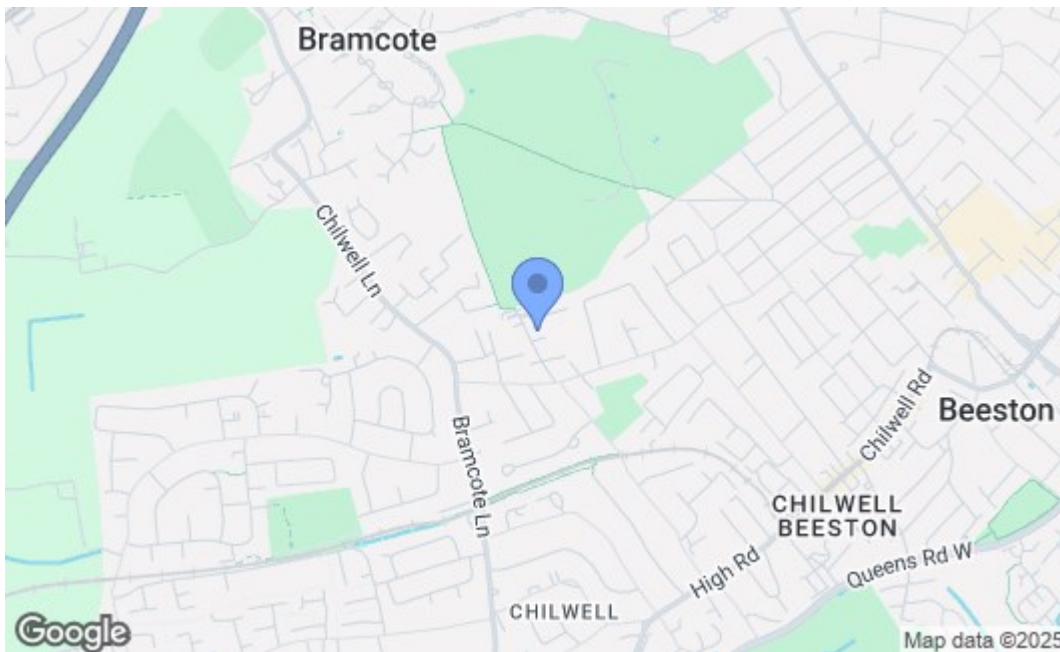 Bramcote
Chilwell Ln
Bramcote Ln
Chilwell Rd
Beeston
CHILWELL
BEESTON
High Rd
Queens Rd W
CHILWELL
Google
Map data ©2025